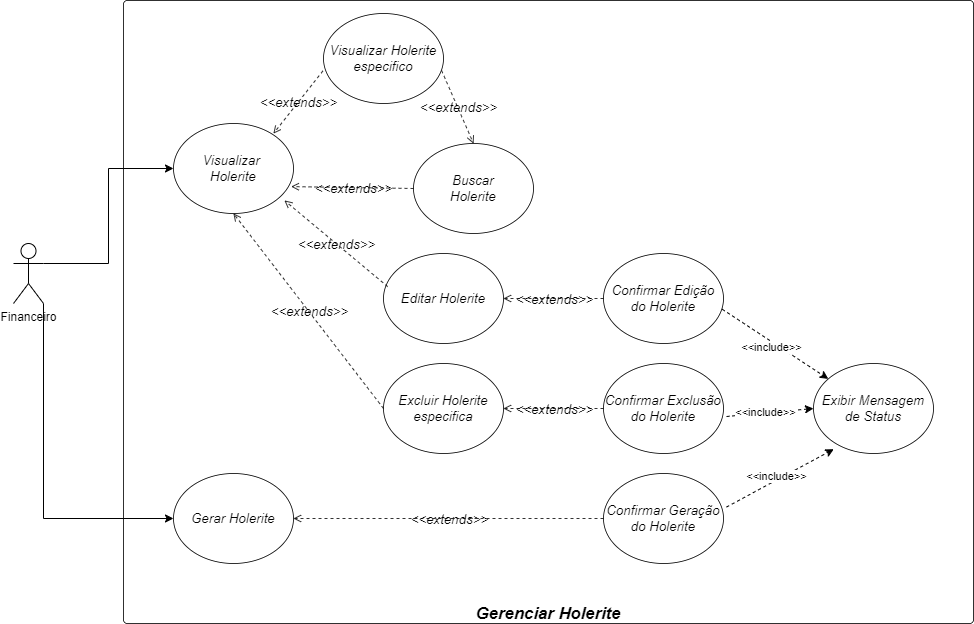 Visualizar Holerite
especifico
<<extends>>
<<extends>>
Visualizar
Holerite
Buscar
Holerite
<<extends>>
<<extends>>
Editar Holerite
<<extends>>
Confirmar Edição
do Holerite
Financeiro
<<extends>>
<<include>>
Excluir Holerite
especifica
<<extends>>
Confirmar Exclusão
do Holerite
<<include>>
Exibir Mensagem
de Status
<<include>>
Gerar Holerite
<<extends>>
Confirmar Geração
do Holerite
Gerenciar Holerite